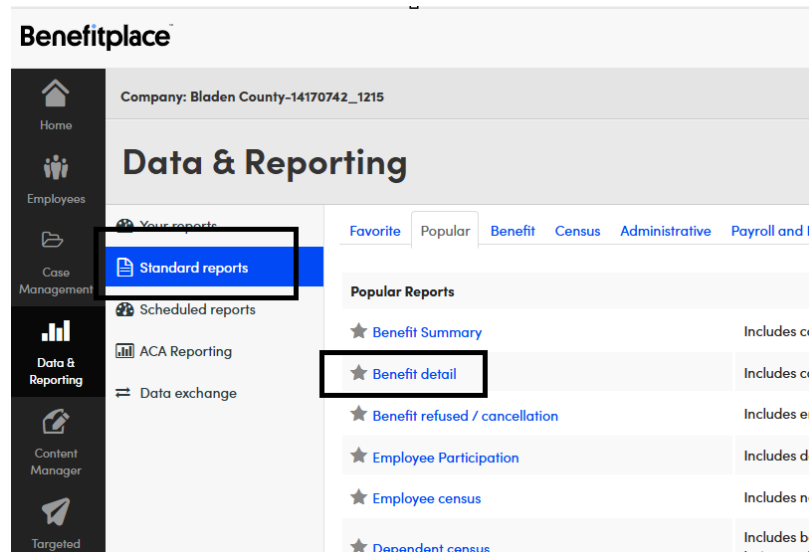 Benefitplace
Company: Bladen County-14170742_1215
Home
Data & Reporting
Employees
Case
Management
Data &
Reporting
Content
Manager
Targeted
Your reports
Standard reports
Scheduled reports
ACA Reporting
Data exchange
Favorite Popular Benefit Census Administrative Payroll and
Popular Reports
Benefit Summary Includes
Benefit detail Includes
Benefit refused / cancellation Includes
Employee Participation Includes
Employee census Includes
Dependent census Includes